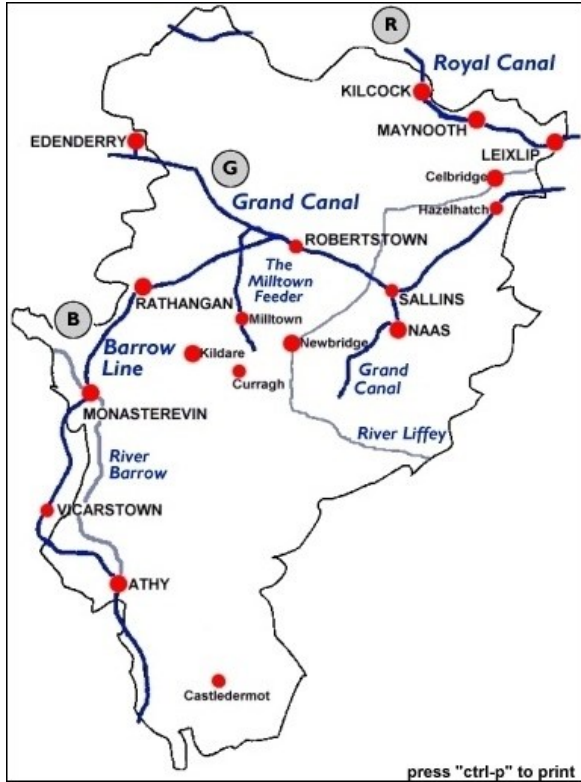 R
Royal Canal
KILCOCK
MAYNOOTH
EDENDERRY
LEIXLIP
G
Celbridge
Grand Canal
Hazelhatch
ROBERTSTOWN
The
Milltown
Feeder
RATHANGAN
SALLINS
B
Milltown
NAAS
Barrow
Line
Kildare
Newbridge
Curragh
Grand
Canal
MONASTEREVIN
River Liffey
River
Barrow
VICARSTOWN
ATHY
Castledermot
press "ctrl-p" to print